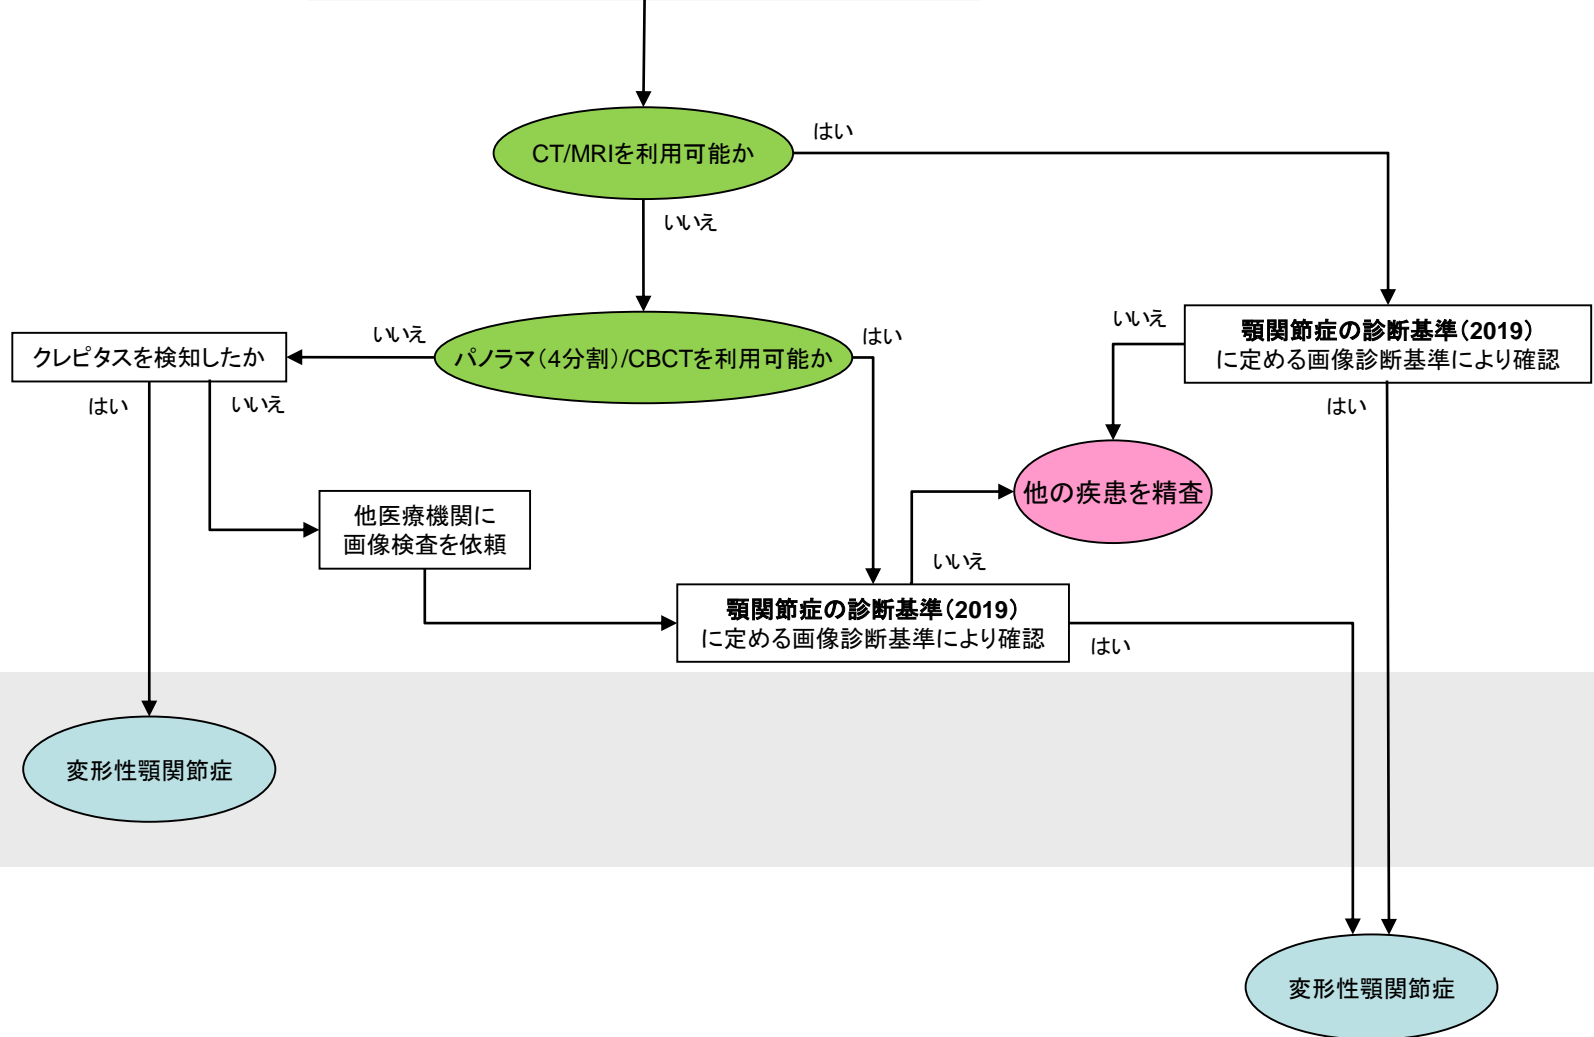 CT/MRIを利用可能か
はい
いいえ
いいえ
顎関節症の診断基準(2019)
に定める画像診断基準により確認
はい
いいえ
パノラマ(4分割)/CBCTを利用可能か
はい
クレピタスを検知したか
はい
いいえ
他の疾患を精査
他医療機関に
画像検査を依頼
いいえ
顎関節症の診断基準(2019)
に定める画像診断基準により確認
はい
変形性顎関節症
変形性顎関節症